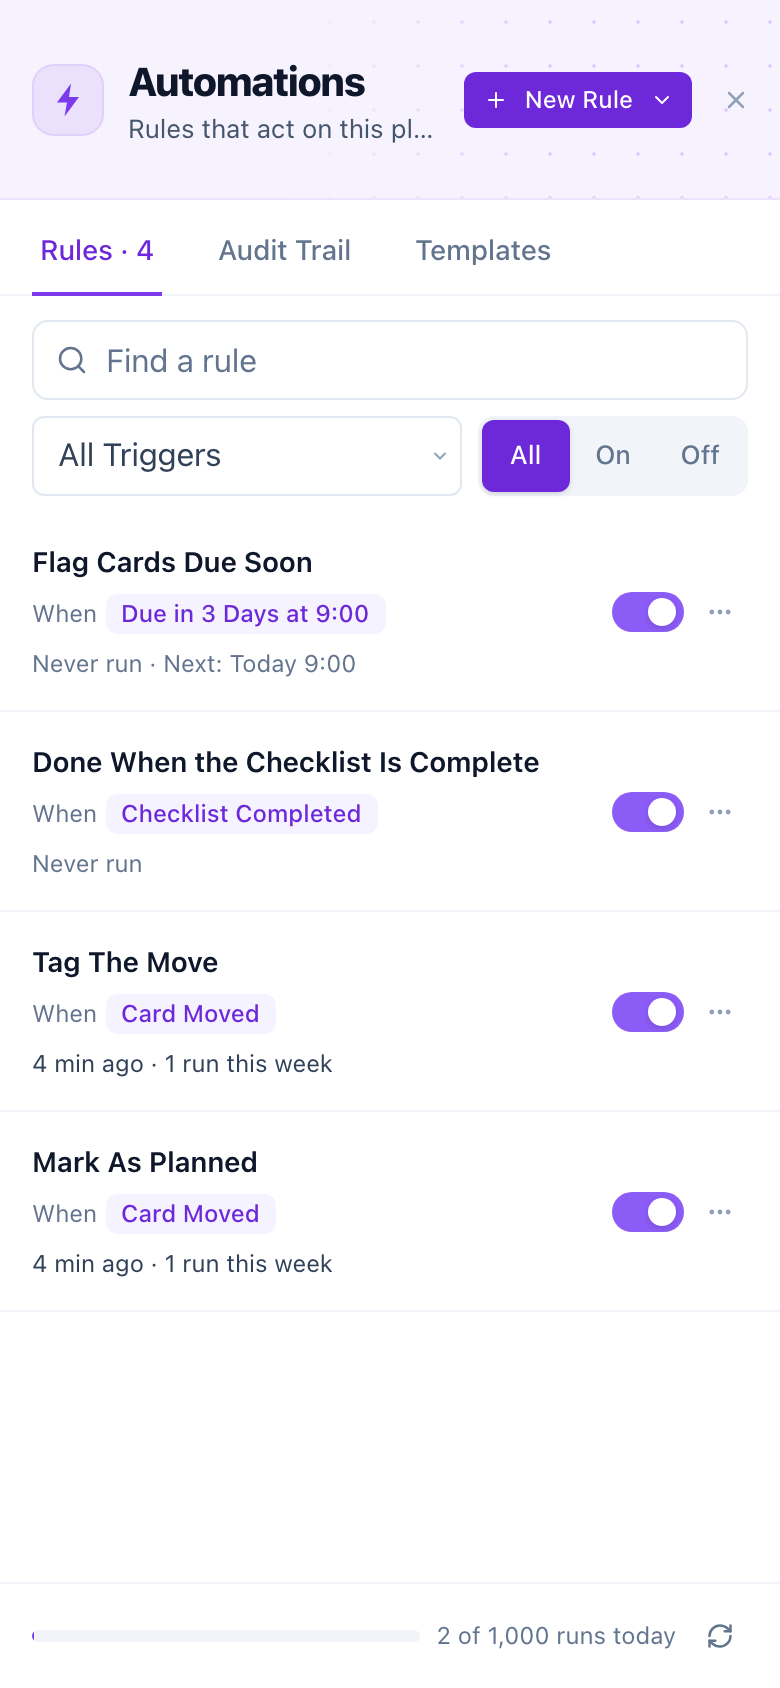 Automations
Rules that act on this pl...
New Rule
Rules · 4
Audit Trail
Templates
Find a rule
All Triggers
All
On
Off
Flag Cards Due Soon
When Due in 3 Days at 9:00
Never run · Next: Today 9:00
Done When the Checklist Is Complete
When Checklist Completed
Never run
Tag The Move
When Card Moved
4 min ago · 1 run this week
Mark As Planned
When Card Moved
4 min ago · 1 run this week
2 of 1,000 runs today